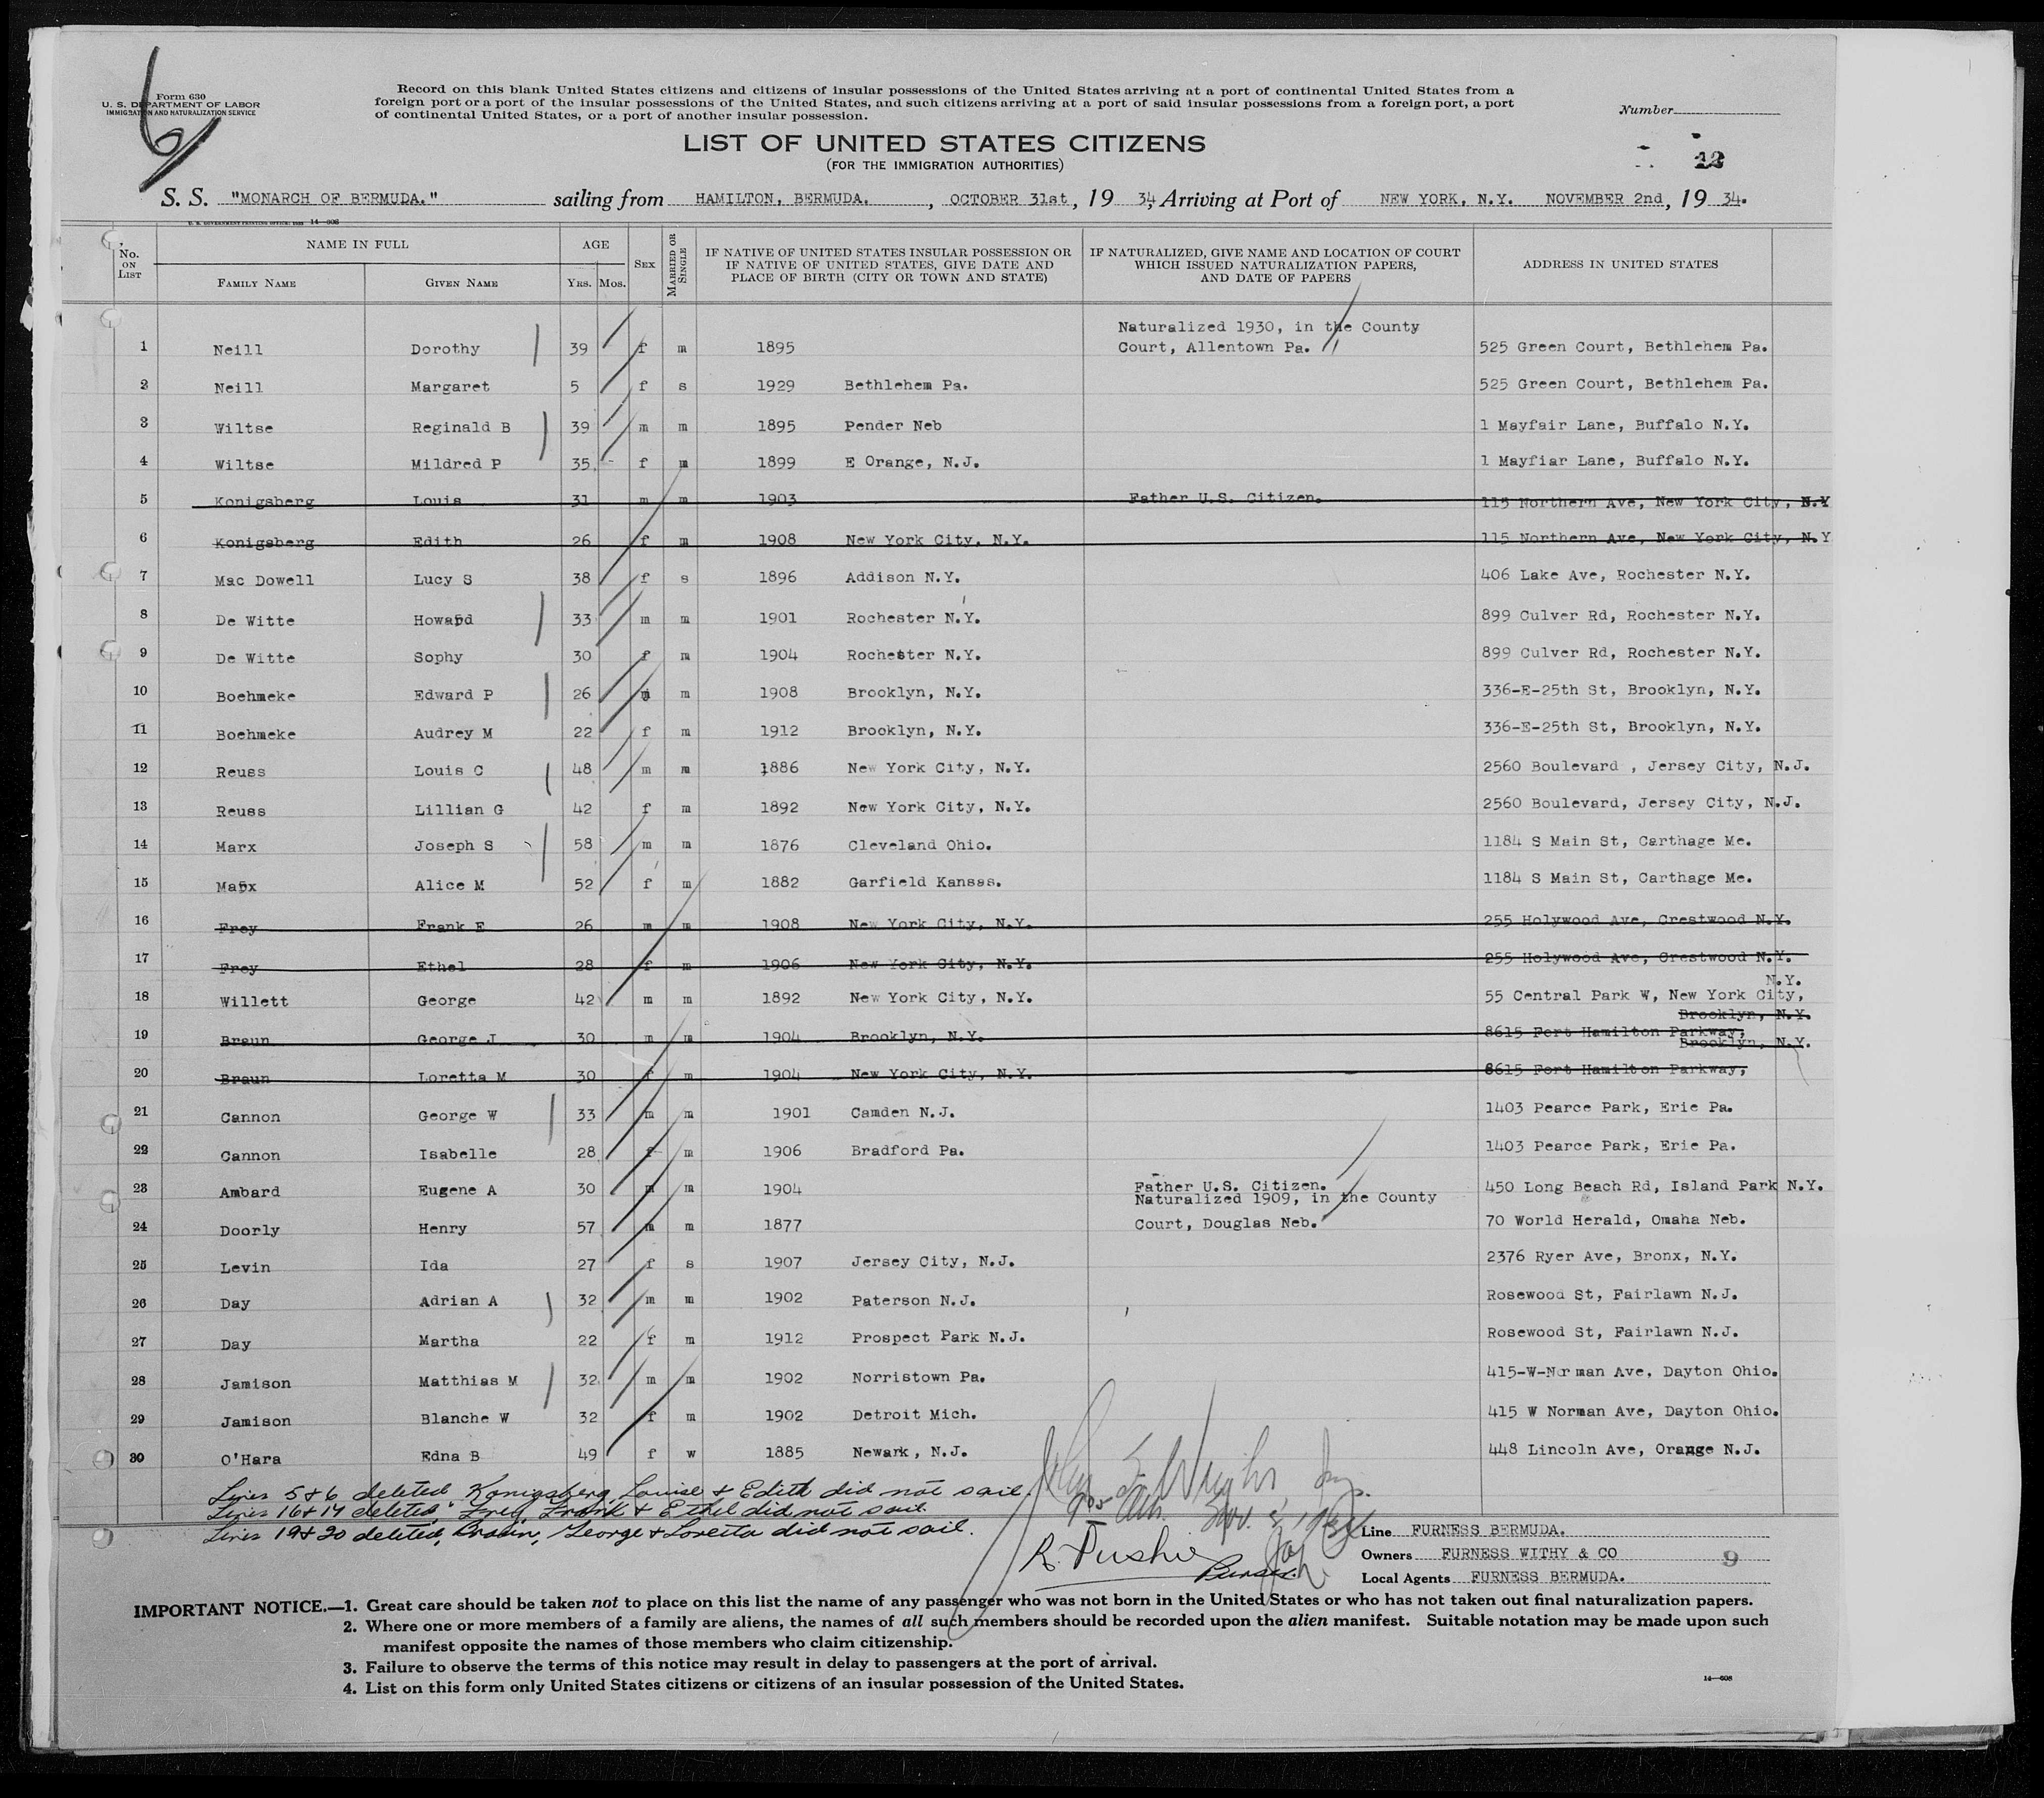 6
Form 630
U. S. DEPARTMENT OF LABOR
IMMIGRATION AND NATURALIZATION SERVICE
Record on this blank United States citizens and citizens of insular possessions of the United States arriving at a port of continental United States from a
foreign port or a port of the insular possessions of the United States, and such citizens arriving at a port of said insular possessions from a foreign port, a port
of continental United States, or a port of another insular possession.
Number
LIST OF UNITED STATES CITIZENS
(FOR THE IMMIGRATION AUTHORITIES)
12
S. S. "MONARCH OF BERMUDA." sailing from HAMILTON, BERMUDA. , OCTOBER 31st, 19 34, Arriving at Port of NEW YORK, N.Y. NOVEMBER 2nd, 19 34.
U. S. GOVERNMENT PRINTING OFFICE: 1933 14—608
No. ON LIST NAME IN FULL AGE SEX MARRIED OR SINGLE IF NATIVE OF UNITED STATES INSULAR POSSESSION OR IF NATIVE OF UNITED STATES, GIVE DATE AND PLACE OF BIRTH (CITY OR TOWN AND STATE) IF NATURALIZED, GIVE NAME AND LOCATION OF COURT WHICH ISSUED NATURALIZATION PAPERS, AND DATE OF PAPERS ADDRESS IN UNITED STATES
FAMILY NAME GIVEN NAME YRS. MOS.
Naturalized 1930, in the County
1 Neill Dorothy 39 f m 1895 Court, Allentown Pa. 525 Green Court, Bethlehem Pa.
2 Neill Margaret 5 f s 1929 Bethlehem Pa. 525 Green Court, Bethlehem Pa.
3 Wiltse Reginald B 39 m m 1895 Pender Neb 1 Mayfair Lane, Buffalo N.Y.
4 Wiltse Mildred P 35 f m 1899 E Orange, N.J. 1 Mayfiar Lane, Buffalo N.Y.
5 Konigsberg Louis 31 m m 1903 Father U.S. Citizen. 115 Northern Ave, New York City, N.Y
6 Konigsberg Edith 26 f m 1908 New York City, N.Y. 115 Northern Ave, New York City, N.Y
7 Mac Dowell Lucy S 38 f s 1896 Addison N.Y. 406 Lake Ave, Rochester N.Y.
8 De Witte Howard 33 m m 1901 Rochester N.Y. 899 Culver Rd, Rochester N.Y.
9 De Witte Sophy 30 f m 1904 Rochester N.Y. 899 Culver Rd, Rochester N.Y.
10 Boehmeke Edward P 26 m m 1908 Brooklyn, N.Y. 336-E-25th St, Brooklyn, N.Y.
11 Boehmeke Audrey M 22 f m 1912 Brooklyn, N.Y. 336-E-25th St, Brooklyn, N.Y.
12 Reuss Louis C 48 m m 1886 New York City, N.Y. 2560 Boulevard , Jersey City, N.J.
13 Reuss Lillian G 42 f m 1892 New York City, N.Y. 2560 Boulevard, Jersey City, N.J.
14 Marx Joseph S 58 m m 1876 Cleveland Ohio. 1184 S Main St, Carthage Me.
15 Marx Alice M 52 f m 1882 Garfield Kansas. 1184 S Main St, Carthage Me.
16 Frey Frank E 26 m m 1908 New York City, N.Y. 255 Holywood Ave, Crestwood N.Y.
17 Frey Ethel 28 f m 1906 New York City, N.Y. 255 Holywood Ave, Crestwood N.Y.
N.Y.
18 Willett George 42 m m 1892 New York City, N.Y. 55 Central Park W, New York City,
Brooklyn, N.Y.
19 Braun George J 30 m m 1904 Brooklyn, N.Y. 8615 Fort Hamilton Parkway,
Brooklyn, N.Y.
20 Braun Loretta M 30 f m 1904 New York City, N.Y. 8615 Fort Hamilton Parkway,
21 Cannon George W 33 m m 1901 Camden N.J. 1403 Pearce Park, Erie Pa.
22 Cannon Isabelle 28 f m 1906 Bradford Pa. 1403 Pearce Park, Erie Pa.
23 Ambard Eugene A 30 m m 1904 Father U.S. Citizen. 450 Long Beach Rd, Island Park N.Y.
Naturalized 1909, in the County
24 Doorly Henry 57 m m 1877 Court, Douglas Neb. 70 World Herald, Omaha Neb.
25 Levin Ida 27 f s 1907 Jersey City, N.J. 2376 Ryer Ave, Bronx, N.Y.
26 Day Adrian A 32 m m 1902 Paterson N.J. Rosewood St, Fairlawn N.J.
27 Day Martha 22 f m 1912 Prospect Park N.J. Rosewood St, Fairlawn N.J.
28 Jamison Matthias M 32 m m 1902 Norristown Pa. 415-W-Norman Ave, Dayton Ohio.
29 Jamison Blanche W 32 f m 1902 Detroit Mich. 415 W Norman Ave, Dayton Ohio.
30 O'Hara Edna B 49 f w 1885 Newark, N.J. 448 Lincoln Ave, Orange N.J.
Lines 5 & 6 deleted Konigsberg, Louise & Edith did not sail.
Lines 16 & 17 deleted, Frey, Frank & Ethel did not sail
Lines 19 & 20 deleted, Braun, George & Loretta did not sail.
Purser.
Line FURNESS BERMUDA.
Owners FURNESS WITHY & CO 9
Local Agents FURNESS BERMUDA.
IMPORTANT NOTICE.—1. Great care should be taken not to place on this list the name of any passenger who was not born in the United States or who has not taken out final naturalization papers.
2. Where one or more members of a family are aliens, the names of all such members should be recorded upon the alien manifest. Suitable notation may be made upon such
manifest opposite the names of those members who claim citizenship.
3. Failure to observe the terms of this notice may result in delay to passengers at the port of arrival.
4. List on this form only United States citizens or citizens of an insular possession of the United States.
14—608